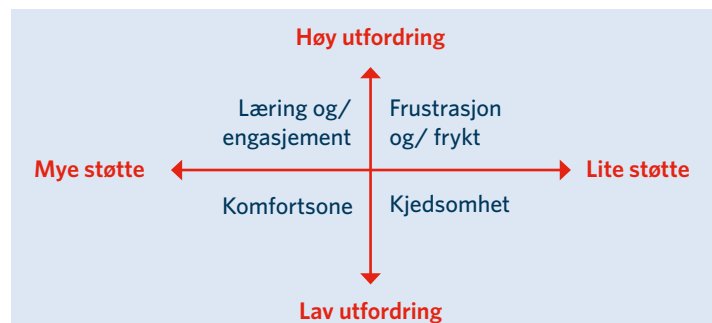 Høy utfordring
Læring og/
engasjement
Frustrasjon
og/ frykt
Mye støtte
Lite støtte
Komfortsone
Kjedsomhet
Lav utfordring